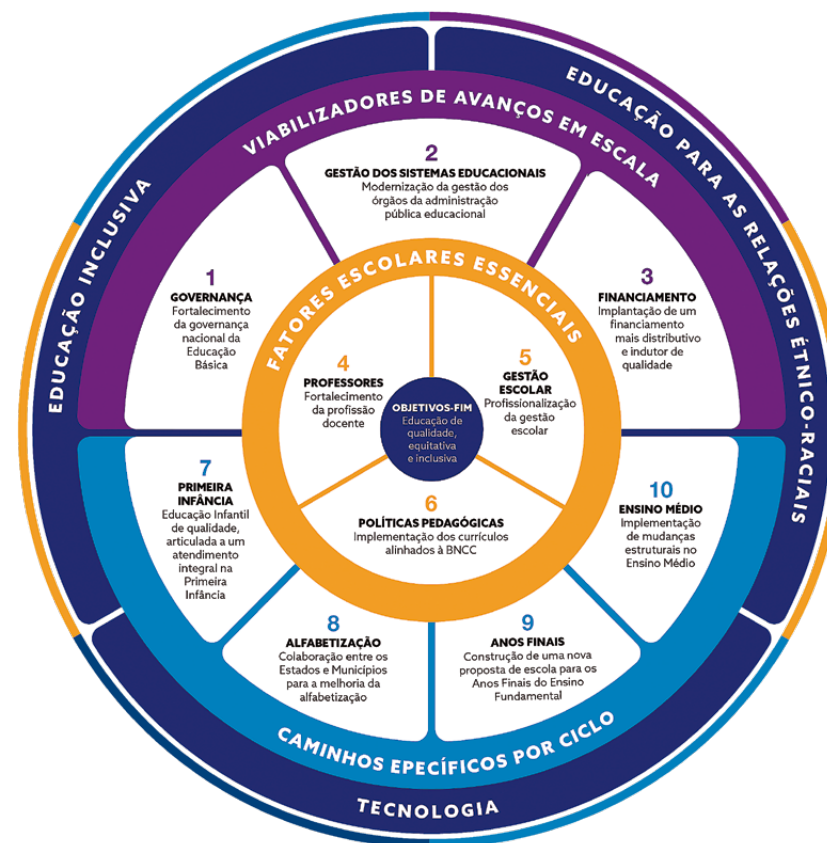 EDUCAÇÃO INCLUSIVA
EDUCAÇÃO PARA AS RELAÇÕES ÉTNICO-RACIAIS
VIABILIZADORES DE AVANÇOS EM ESCALA
1
GOVERNANÇA
Fortalecimento
da governança
nacional da
Educação
Básica
2
GESTÃO DOS SISTEMAS EDUCACIONAIS
Modernização da gestão dos
órgãos da administração
pública educacional
3
FINANCIAMENTO
Implantação de um
financiamento
mais distributivo
e indutor de
qualidade
FATORES ESCOLARES ESSENCIAIS
4
PROFESSORES
Fortalecimento
da profissão
docente
5
GESTÃO
ESCOLAR
Profissionalização
da gestão
escolar
OBJETIVOS-FIM
Educação de
qualidade,
equitativa
e inclusiva
6
POLÍTICAS PEDAGÓGICAS
Implementação dos currículos
alinhados à BNCC
7
PRIMEIRA
INFÂNCIA
Educação Infantil
de qualidade,
articulada a um
atendimento
integral na
Primeira
Infância
8
ALFABETIZAÇÃO
Colaboração entre os
Estados e Municípios
para a melhoria da
alfabetização
9
ANOS FINAIS
Construção de uma nova
proposta de escola para os
Anos Finais do Ensino
Fundamental
10
ENSINO MÉDIO
Implementação
de mudanças
estruturais no
Ensino Médio
CAMINHOS EPECÍFICOS POR CICLO
TECNOLOGIA